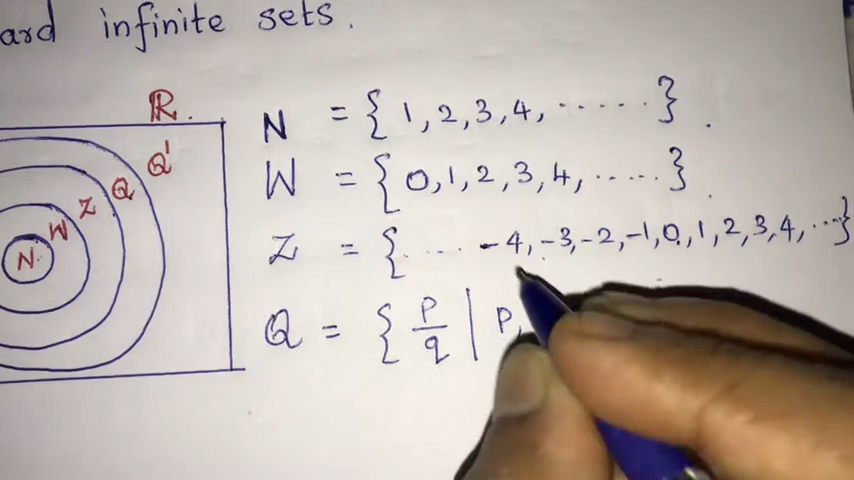 ard infinite sets.
R.
Q'
Q
Z
W
N
N = {1, 2, 3, 4, ......}.
W = {0, 1, 2, 3, 4, ......}.
Z = {...... -4, -3, -2, -1, 0, 1, 2, 3, 4, ...}
Q = {p/q | p,